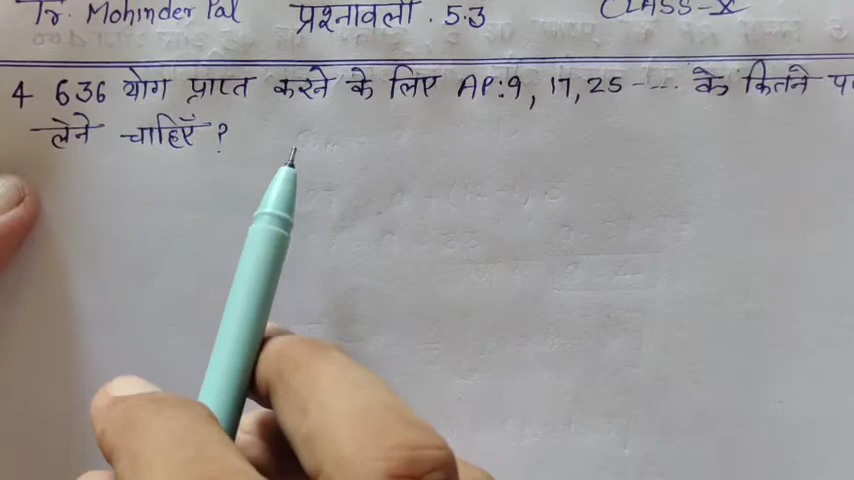 Tr. Mohinder Pal प्रश्नावली . 5.3 CLASS-X
4 636 योग प्राप्त करने के लिए AP: 9, 17, 25 ---- के कितने
लेने चाहिएँ ?